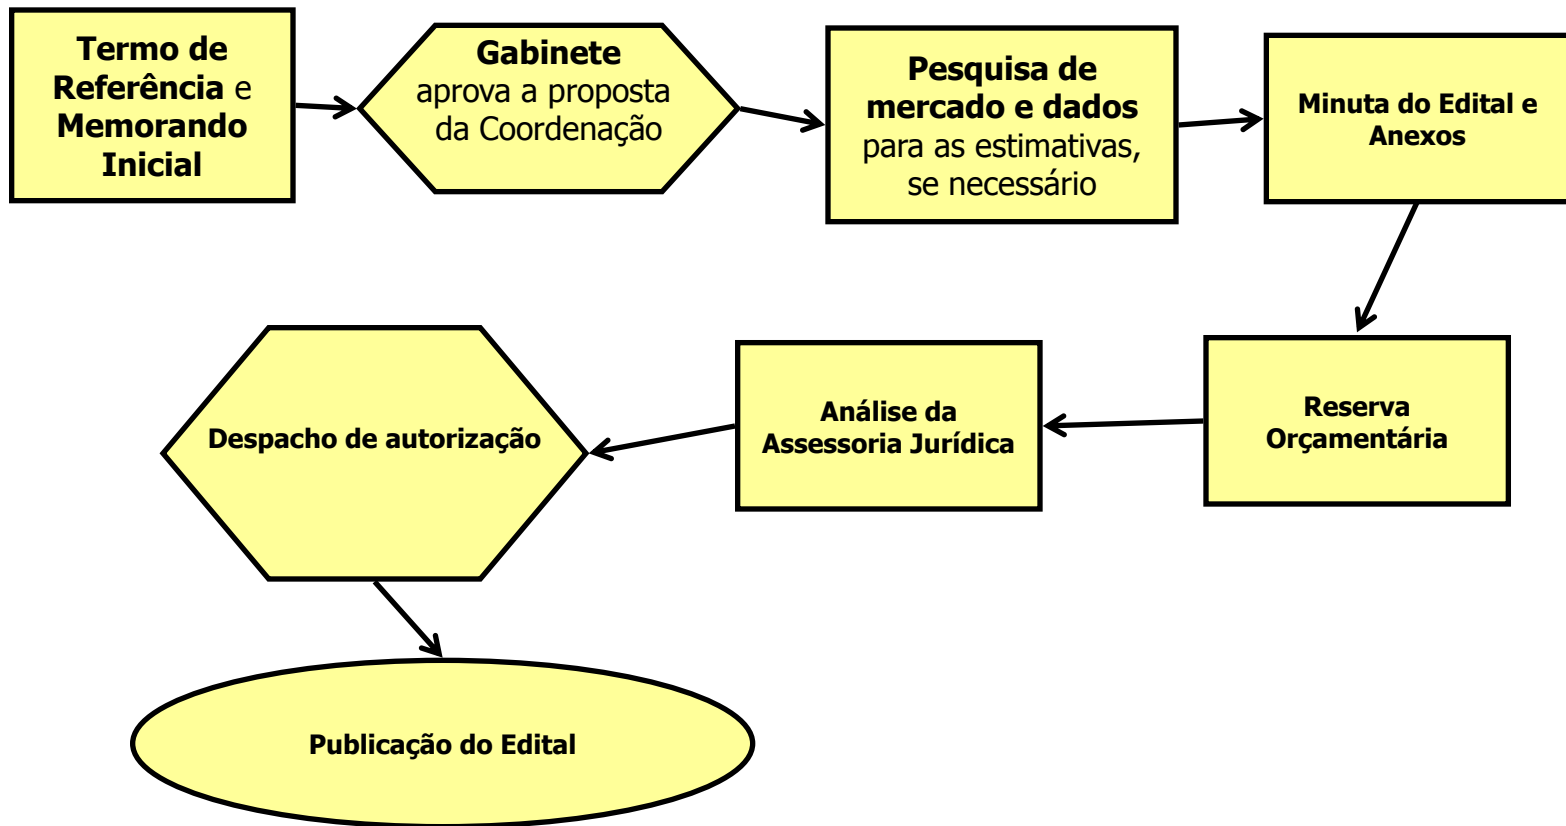 Termo de
Referência e
Memorando
Inicial
Gabinete
aprova a proposta
da Coordenação
Pesquisa de
mercado e dados
para as estimativas,
se necessário
Minuta do Edital e
Anexos
Reserva
Orçamentária
Análise da
Assessoria Jurídica
Despacho de autorização
Publicação do Edital